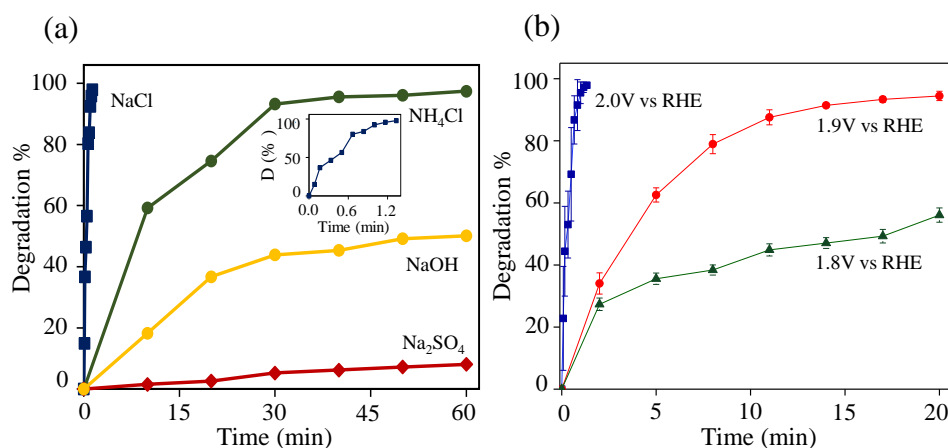 (a)
Degradation %
100
80
60
40
20
0
NaCl
NH₄Cl
NaOH
Na₂SO₄
D (%)
100
50
0
0.0 0.6 1.2
Time (min)
0 15 30 45 60
Time (min)
(b)
Degradation %
100
80
60
40
20
0
2.0V vs RHE
1.9V vs RHE
1.8V vs RHE
0 5 10 15 20
Time (min)